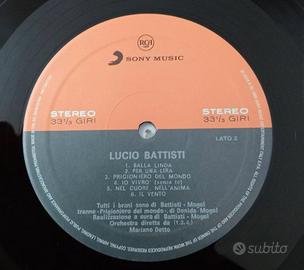 RCA
SONY MUSIC
STEREO
33⅓ GIRI
STEREO
33⅓ GIRI
LATO 2
LUCIO BATTISTI
1. BALLA LINDA
2. PER UNA LIRA
3. PRIGIONIERO DEL MONDO
4. IO VIVRO' (senza te)
5. NEL CUORE, NELL'ANIMA
6. IL VENTO
Tutti i brani sono di Battisti - Mogol
tranne «Prigioniero del mondo» di Donida Mogol
Realizzazione a cura di Battisti - Mogol
Orchestra diretta da (I.S.d.)
Mariano Detto
subito